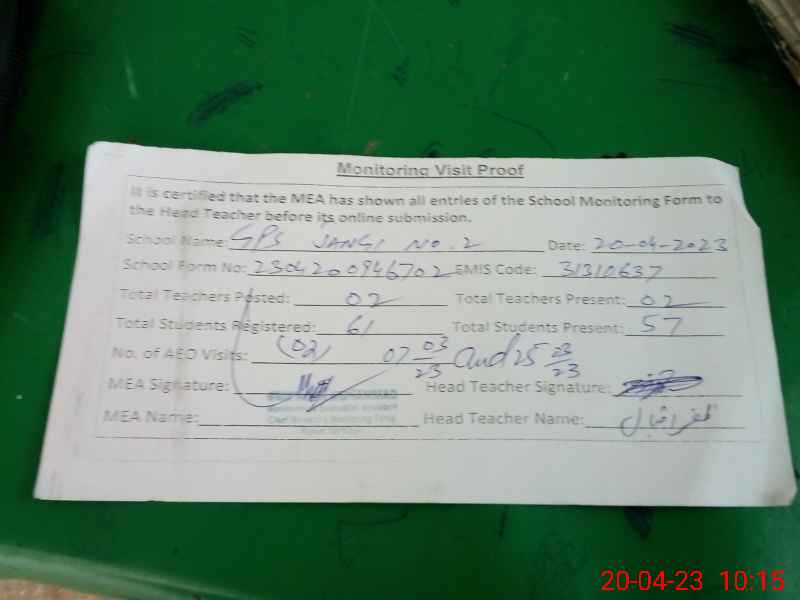 Monitoring Visit Proof
It is certified that the MEA has shown all entries of the School Monitoring Form to
the Head Teacher before its online submission.
School Name: GPS JANGI NO. 2 Date: 20-04-2023
School Form No: 2304200946702 EMIS Code: 31310637
Total Teachers Posted: 02 Total Teachers Present: 02
Total Students Registered: 61 Total Students Present: 57
No. of AEO Visits: (02) 07 03/23 and 25
MEA Signature: Head Teacher Signature:
MEA Name: Head Teacher Name: ظفر اقبال
20-04-23 10:15